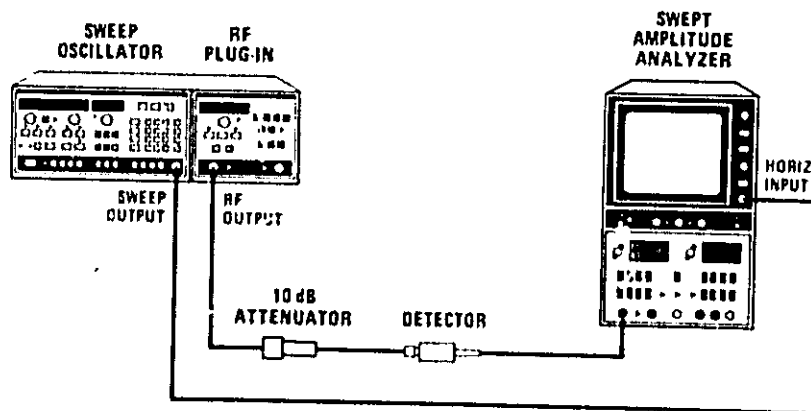 SWEEP
OSCILLATOR
RF
PLUG-IN
SWEPT
AMPLITUDE
ANALYZER
HORIZ
INPUT
SWEEP
OUTPUT
RF
OUTPUT
10 dB
ATTENUATOR
DETECTOR